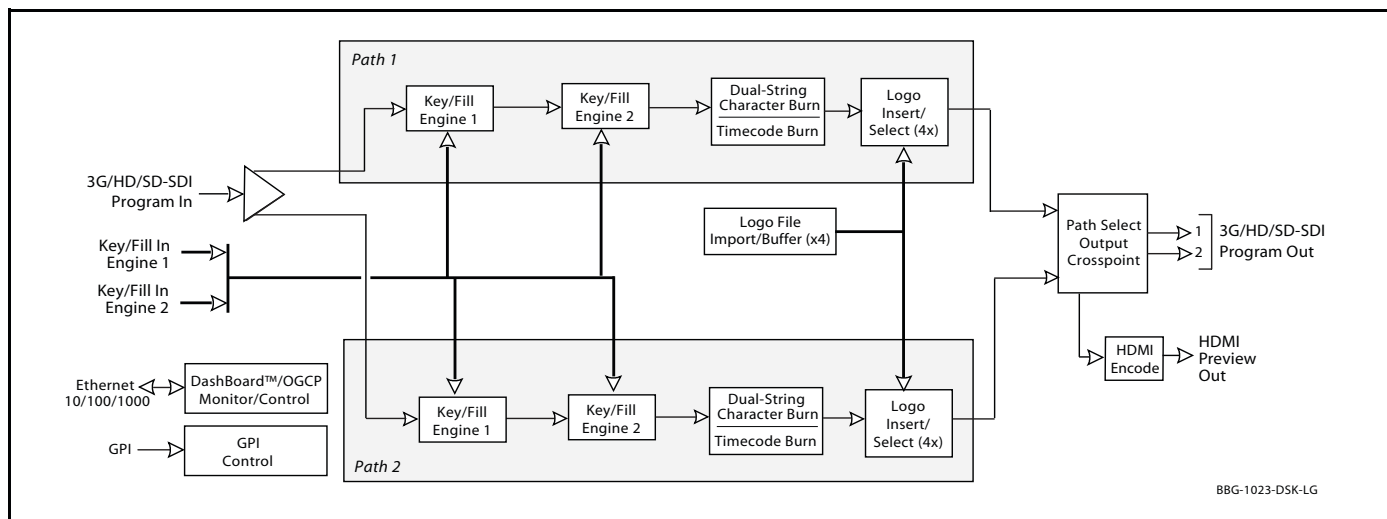 Path 1
Key/Fill
Engine 1
Key/Fill
Engine 2
Dual-String
Character Burn
Timecode Burn
Logo
Insert/
Select (4x)
3G/HD/SD-SDI
Program In
Key/Fill In
Engine 1
Key/Fill In
Engine 2
Logo File
Import/Buffer (x4)
Path Select
Output
Crosspoint
1
2
3G/HD/SD-SDI
Program Out
HDMI
Encode
HDMI
Preview
Out
Ethernet
10/100/1000
DashBoard™/OGCP
Monitor/Control
GPI
GPI
Control
Key/Fill
Engine 1
Key/Fill
Engine 2
Dual-String
Character Burn
Timecode Burn
Logo
Insert/
Select (4x)
Path 2
BBG-1023-DSK-LG